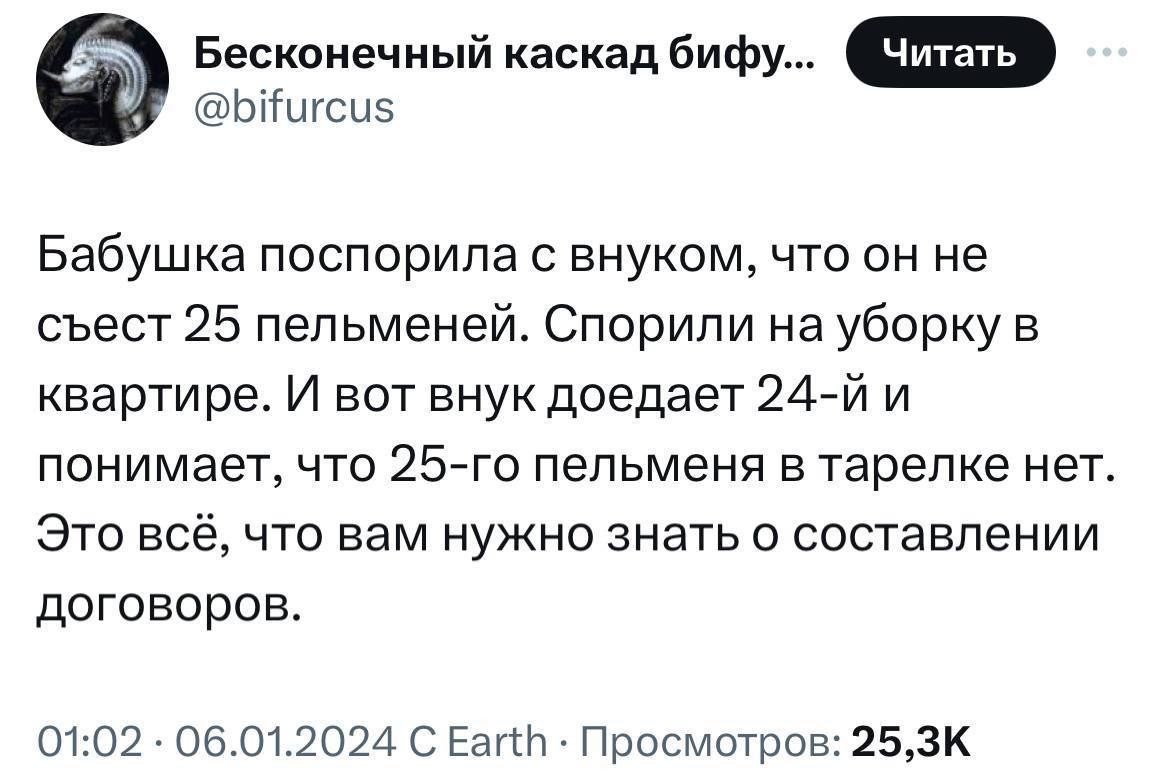 Бесконечный каскад бифу...
Читать
@bifurcus
Бабушка поспорила с внуком, что он не
съест 25 пельменей. Спорили на уборку в
квартире. И вот внук доедает 24-й и
понимает, что 25-го пельменя в тарелке нет.
Это всё, что вам нужно знать о составлении
договоров.
01:02 · 06.01.2024 С Earth · Просмотров: 25,3K